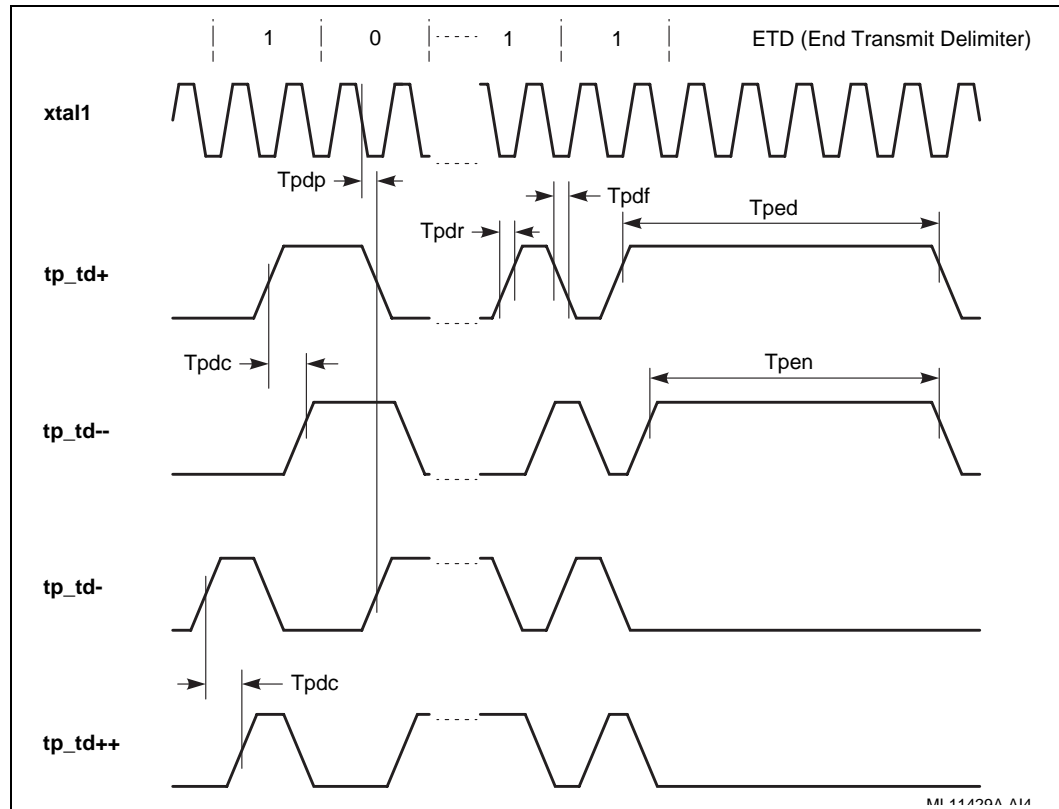 1 0 1 1 ETD (End Transmit Delimiter)
xtal1
Tpdp
Tpdf
Tpdr
Tped
tp_td+
Tpdc
Tpen
tp_td--
tp_td-
Tpdc
tp_td++